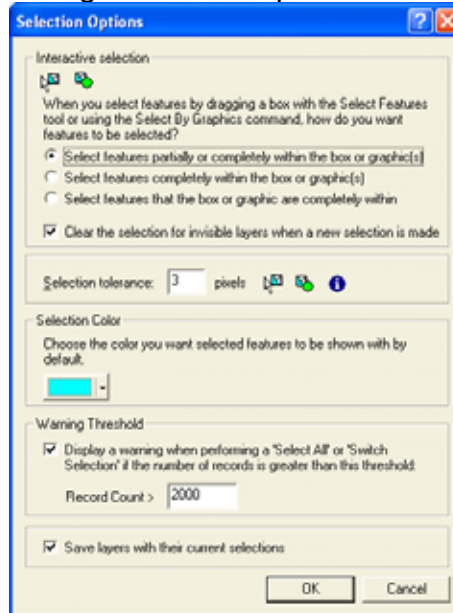 Selection Options
Interactive selection
When you select features by dragging a box with the Select Features
tool or using the Select By Graphics command, how do you want
features to be selected?
Select features partially or completely within the box or graphic(s)
Select features completely within the box or graphic(s)
Select features that the box or graphic are completely within
Clear the selection for invisible layers when a new selection is made
Selection tolerance: 3 pixels
Selection Color
Choose the color you want selected features to be shown with by
default.
Warning Threshold
Display a warning when performing a 'Select All' or 'Switch
Selection' if the number of records is greater than this threshold:
Record Count > 2000
Save layers with their current selections
OK Cancel